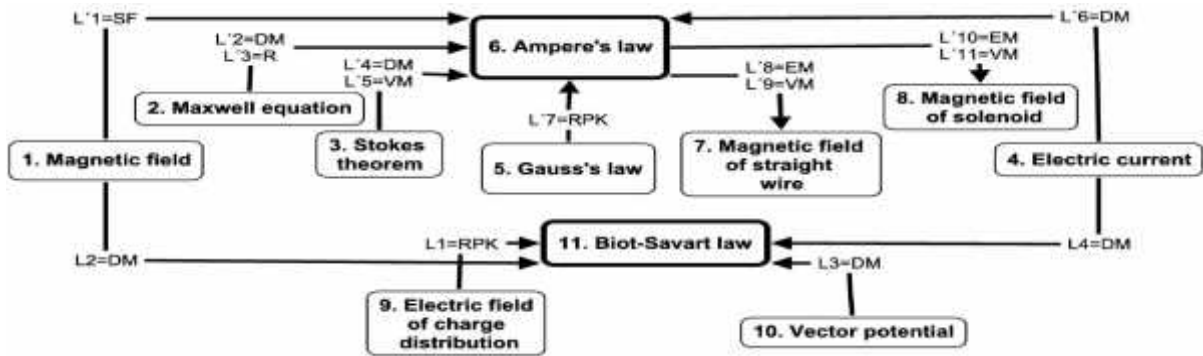 L´1=SF
L´6=DM
L´2=DM
L´3=R
6. Ampere's law
L´10=EM
L´11=VM
L´4=DM
L´5=VM
L´8=EM
L´9=VM
2. Maxwell equation
8. Magnetic field
of solenoid
L´7=RPK
1. Magnetic field
3. Stokes
theorem
5. Gauss's law
7. Magnetic field
of straight
wire
4. Electric current
L1=RPK
11. Biot-Savart law
L4=DM
L2=DM
L3=DM
9. Electric field
of charge
distribution
10. Vector potential